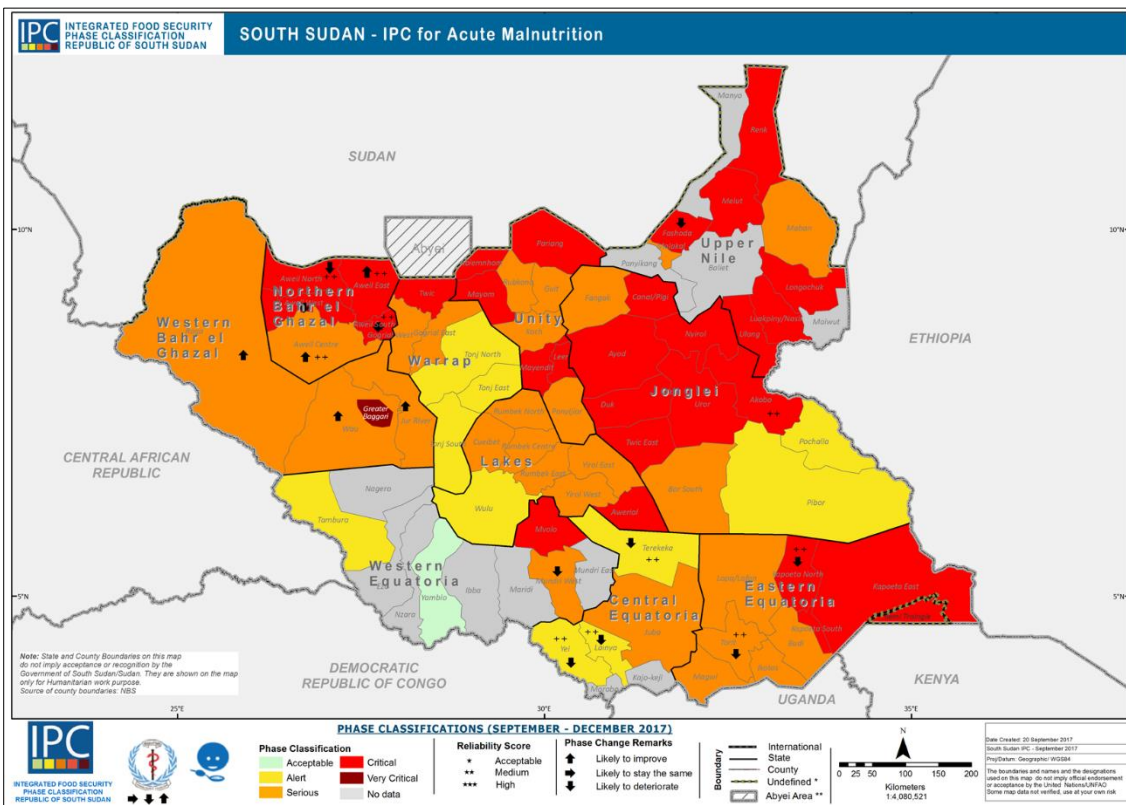 IPC
INTEGRATED FOOD SECURITY
PHASE CLASSIFICATION
REPUBLIC OF SOUTH SUDAN
SOUTH SUDAN - IPC for Acute Malnutrition
SUDAN
10°N
10°N
Manyo
Renk
Melut
Maban
Fashoda
Malakal
Upper
Nile
Baliet
Panyikang
Longochuk
Luakpiny/Nasir
Maiwut
Ulang
Abyei
Pariang
Abiemnhom
Mayom
Rubkona
Guit
Unity
Koch
Leer
Mayendit
Panyijiar
Fangak
Canal/Pigi
Nyirol
Ayod
Jonglei
Akobo
Duk
Uror
Twic East
Pochalla
Pibor
Bor South
Aweil North
Aweil East
Northern
Bahr' el
Ghazal
Aweil South
Aweil Centre
Twic
Gogrial East
Warrap
Tonj North
Tonj East
Tonj South
Western
Bahr' el
Ghazal
Greater
Baggari
Wau
Jur River
Rumbek North
Cueibet
Rumbek Centre
Lakes
Rumbek East
Yirol East
Yirol West
Wulu
Awerial
ETHIOPIA
CENTRAL AFRICAN
REPUBLIC
Nagero
Tambura
Western
Equatoria
Ezo
Yambio
Nzara
Ibba
Maridi
Mvolo
Mundri West
Mundri East
Terekeka
Central
Equatoria
Juba
Yei
Lainya
Morobo
Kajo-keji
Lopa/Lafon
Eastern
Equatoria
Kapoeta North
Kapoeta East
Kapoeta South
Torit
Budi
Ikotos
Magwi
5°N
5°N
DEMOCRATIC
REPUBLIC OF CONGO
UGANDA
KENYA
Note: State and County Boundaries on this map
do not imply acceptance or recognition by the
Government of South Sudan/Sudan. They are shown on the map
only for Humanitarian work purpose.
Source of county boundaries: NBS
25°E
30°E
35°E
IPC
INTEGRATED FOOD SECURITY
PHASE CLASSIFICATION
REPUBLIC OF SOUTH SUDAN
PHASE CLASSIFICATIONS (SEPTEMBER - DECEMBER 2017)
Phase Classification
Acceptable
Alert
Serious
Critical
Very Critical
No data
Reliability Score
* Acceptable
** Medium
*** High
Phase Change Remarks
Likely to improve
Likely to stay the same
Likely to deteriorate
Boundary
International
State
County
Undefined *
Abyei Area **
N
0 25 50 100 150 200
Kilometers
1:4,080,521
Date Created: 20 September 2017
South Sudan IPC - September 2017
Proj/Datum: Geographic/ WGS84
The boundaries and names and the designations
used on this map do not imply official endorsement
or acceptance by the United Nations/UNFAO
Some map data not verified, use at your own risk